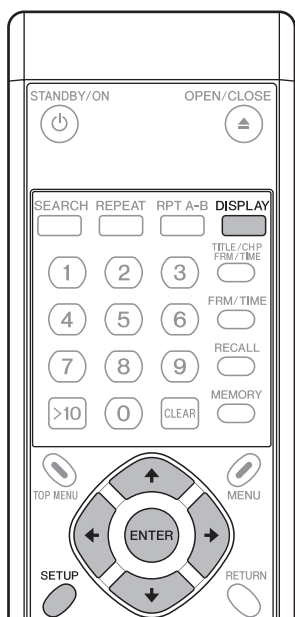 STANDBY/ON OPEN/CLOSE
SEARCH REPEAT RPT A-B DISPLAY
TITLE/CHP
FRM/TIME
1 2 3
FRM/TIME
4 5 6
RECALL
7 8 9
MEMORY
>10 0 CLEAR
TOP MENU MENU
ENTER
SETUP RETURN